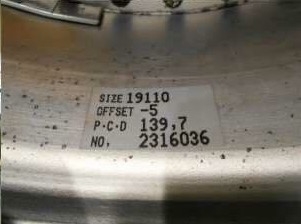 SIZE 19110
OFFSET -5
P·C·D 139,7
NO, 2316036